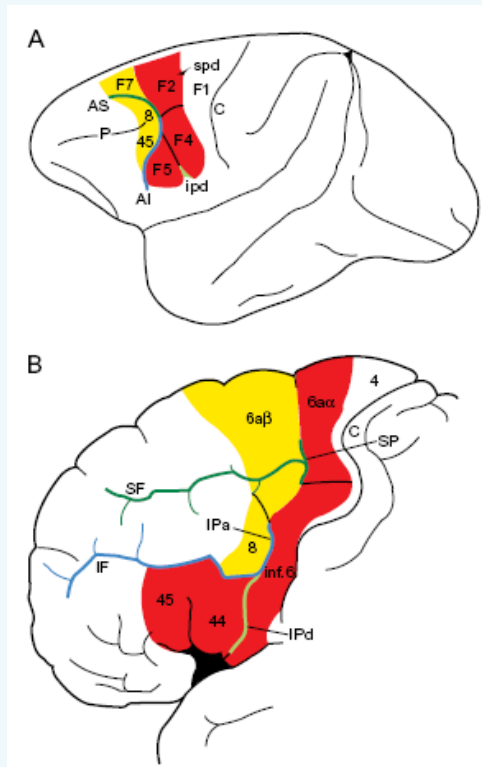 A
F7 F2 spd
F1
AS C
8
P
45 F4
F5 ipd
AI
B
4
6aβ 6aα
C
SP
SF
IPa
8
IF inf.6
45 44
IPd